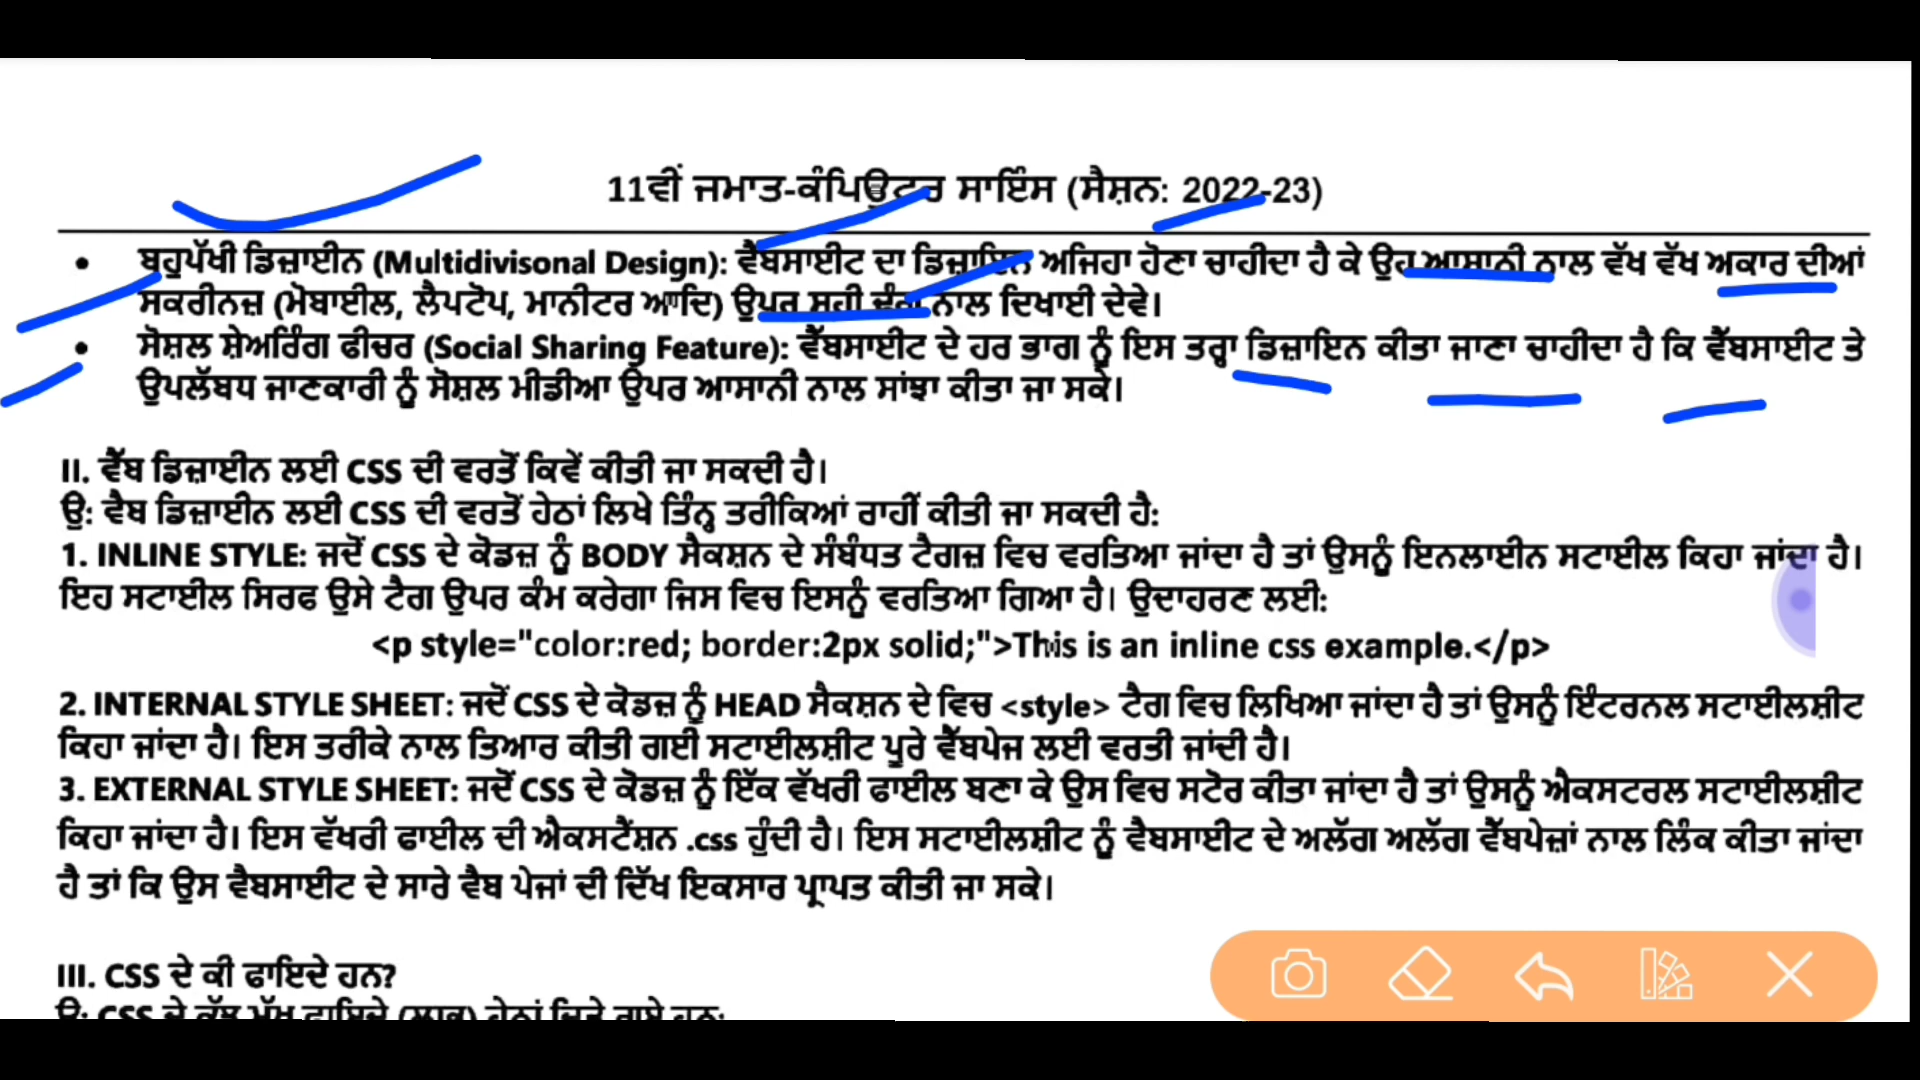 11ਵੀਂ ਜਮਾਤ-ਕੰਪਿਊਟਰ ਸਾਇੰਸ (ਸੈਸ਼ਨ: 2022-23)
• ਬਹੁਪੱਖੀ ਡਿਜ਼ਾਈਨ (Multidivisonal Design): ਵੈੱਬਸਾਈਟ ਦਾ ਡਿਜ਼ਾਇਨ ਅਜਿਹਾ ਹੋਣਾ ਚਾਹੀਦਾ ਹੈ ਕੇ ਉਹ ਆਸਾਨੀ ਨਾਲ ਵੱਖ ਵੱਖ ਅਕਾਰ ਦੀਆਂ
ਸਕਰੀਨਜ਼ (ਮੋਬਾਈਲ, ਲੈਪਟੋਪ, ਮਾਨੀਟਰ ਆਦਿ) ਉਪਰ ਸਹੀ ਢੰਗ ਨਾਲ ਦਿਖਾਈ ਦੇਵੇ।
• ਸੋਸ਼ਲ ਸ਼ੇਅਰਿੰਗ ਫੀਚਰ (Social Sharing Feature): ਵੈੱਬਸਾਈਟ ਦੇ ਹਰ ਭਾਗ ਨੂੰ ਇਸ ਤਰ੍ਹਾ ਡਿਜ਼ਾਇਨ ਕੀਤਾ ਜਾਣਾ ਚਾਹੀਦਾ ਹੈ ਕਿ ਵੈੱਬਸਾਈਟ ਤੇ
ਉਪਲੱਬਧ ਜਾਣਕਾਰੀ ਨੂੰ ਸੋਸ਼ਲ ਮੀਡੀਆ ਉਪਰ ਆਸਾਨੀ ਨਾਲ ਸਾਂਝਾ ਕੀਤਾ ਜਾ ਸਕੇ।
II. ਵੈੱਬ ਡਿਜ਼ਾਈਨ ਲਈ CSS ਦੀ ਵਰਤੋਂ ਕਿਵੇਂ ਕੀਤੀ ਜਾ ਸਕਦੀ ਹੈ।
ਉ: ਵੈਬ ਡਿਜ਼ਾਈਨ ਲਈ CSS ਦੀ ਵਰਤੋਂ ਹੇਠਾਂ ਲਿਖੇ ਤਿੰਨ੍ਹ ਤਰੀਕਿਆਂ ਰਾਹੀਂ ਕੀਤੀ ਜਾ ਸਕਦੀ ਹੈ:
1. INLINE STYLE: ਜਦੋਂ CSS ਦੇ ਕੋਡਜ਼ ਨੂੰ BODY ਸੈਕਸ਼ਨ ਦੇ ਸੰਬੰਧਤ ਟੈਗਜ਼ ਵਿਚ ਵਰਤਿਆ ਜਾਂਦਾ ਹੈ ਤਾਂ ਉਸਨੂੰ ਇਨਲਾਈਨ ਸਟਾਈਲ ਕਿਹਾ ਜਾਂਦਾ ਹੈ।
ਇਹ ਸਟਾਈਲ ਸਿਰਫ ਉਸੇ ਟੈਗ ਉਪਰ ਕੰਮ ਕਰੇਗਾ ਜਿਸ ਵਿਚ ਇਸਨੂੰ ਵਰਤਿਆ ਗਿਆ ਹੈ। ਉਦਾਹਰਣ ਲਈ:
<p style="color:red; border:2px solid;">This is an inline css example.</p>
2. INTERNAL STYLE SHEET: ਜਦੋਂ CSS ਦੇ ਕੋਡਜ਼ ਨੂੰ HEAD ਸੈਕਸ਼ਨ ਦੇ ਵਿਚ <style> ਟੈਗ ਵਿਚ ਲਿਖਿਆ ਜਾਂਦਾ ਹੈ ਤਾਂ ਉਸਨੂੰ ਇੰਟਰਨਲ ਸਟਾਈਲਸ਼ੀਟ
ਕਿਹਾ ਜਾਂਦਾ ਹੈ। ਇਸ ਤਰੀਕੇ ਨਾਲ ਤਿਆਰ ਕੀਤੀ ਗਈ ਸਟਾਈਲਸ਼ੀਟ ਪੂਰੇ ਵੈੱਬਪੇਜ ਲਈ ਵਰਤੀ ਜਾਂਦੀ ਹੈ।
3. EXTERNAL STYLE SHEET: ਜਦੋਂ CSS ਦੇ ਕੋਡਜ਼ ਨੂੰ ਇੱਕ ਵੱਖਰੀ ਫਾਈਲ ਬਣਾ ਕੇ ਉਸ ਵਿਚ ਸਟੋਰ ਕੀਤਾ ਜਾਂਦਾ ਹੈ ਤਾਂ ਉਸਨੂੰ ਐਕਸਟਰਲ ਸਟਾਈਲਸ਼ੀਟ
ਕਿਹਾ ਜਾਂਦਾ ਹੈ। ਇਸ ਵੱਖਰੀ ਫਾਈਲ ਦੀ ਐਕਸਟੈਂਸ਼ਨ .css ਹੁੰਦੀ ਹੈ। ਇਸ ਸਟਾਈਲਸ਼ੀਟ ਨੂੰ ਵੈਬਸਾਈਟ ਦੇ ਅਲੱਗ ਅਲੱਗ ਵੈੱਬਪੇਜ਼ਾਂ ਨਾਲ ਲਿੰਕ ਕੀਤਾ ਜਾਂਦਾ
ਹੈ ਤਾਂ ਕਿ ਉਸ ਵੈਬਸਾਈਟ ਦੇ ਸਾਰੇ ਵੈਬ ਪੇਜਾਂ ਦੀ ਦਿੱਖ ਇਕਸਾਰ ਪ੍ਰਾਪਤ ਕੀਤੀ ਜਾ ਸਕੇ।
III. CSS ਦੇ ਕੀ ਫਾਇਦੇ ਹਨ?
ਉ: CSS ਦੇ ਕੁੱਝ ਮੁੱਖ ਫਾਇਦੇ (ਲਾਭ) ਹੇਠਾਂ ਦਿਤੇ ਗਏ ਹਨ: